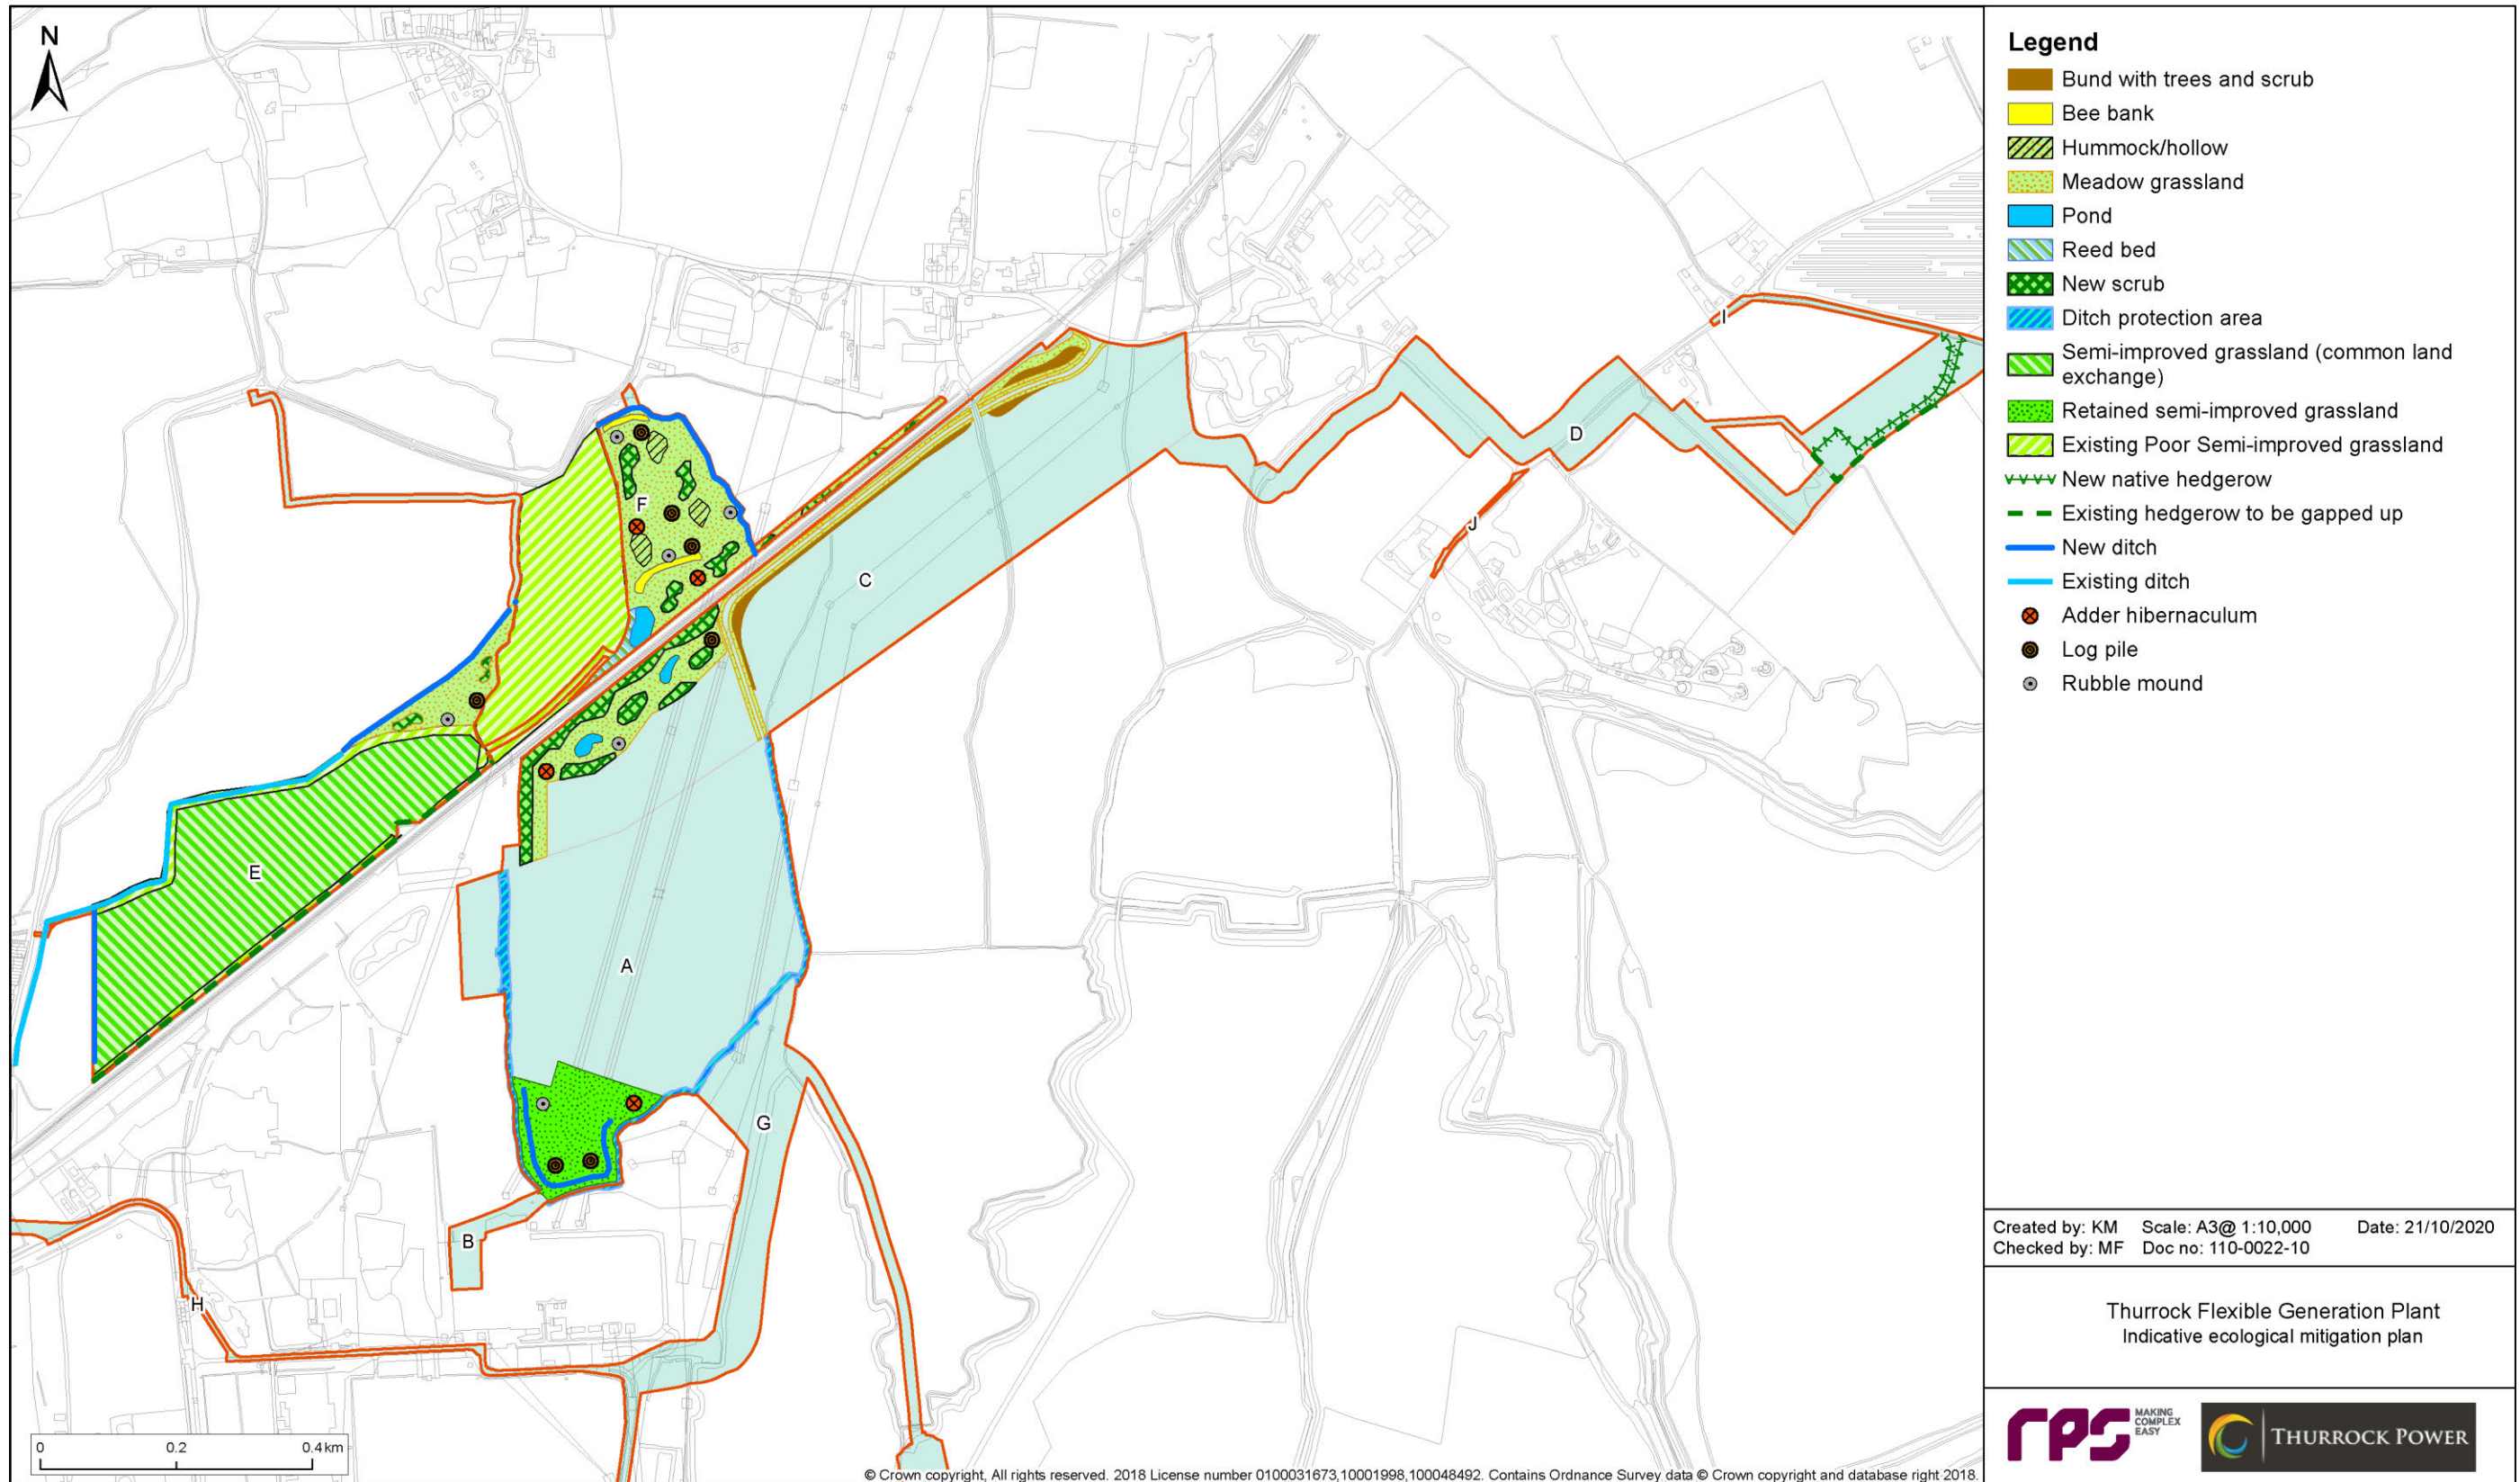 N
Legend
Bund with trees and scrub
Bee bank
Hummock/hollow
Meadow grassland
Pond
Reed bed
New scrub
Ditch protection area
Semi-improved grassland (common land
exchange)
Retained semi-improved grassland
Existing Poor Semi-improved grassland
New native hedgerow
Existing hedgerow to be gapped up
New ditch
Existing ditch
Adder hibernaculum
Log pile
Rubble mound
I
D
F
J
C
E
A
G
B
H
0 0.2 0.4 km
© Crown copyright, All rights reserved. 2018 License number 0100031673,10001998,100048492. Contains Ordnance Survey data © Crown copyright and database right 2018.
Created by: KM Scale: A3@ 1:10,000 Date: 21/10/2020
Checked by: MF Doc no: 110-0022-10
Thurrock Flexible Generation Plant
Indicative ecological mitigation plan
rps MAKING
COMPLEX
EASY
THURROCK POWER